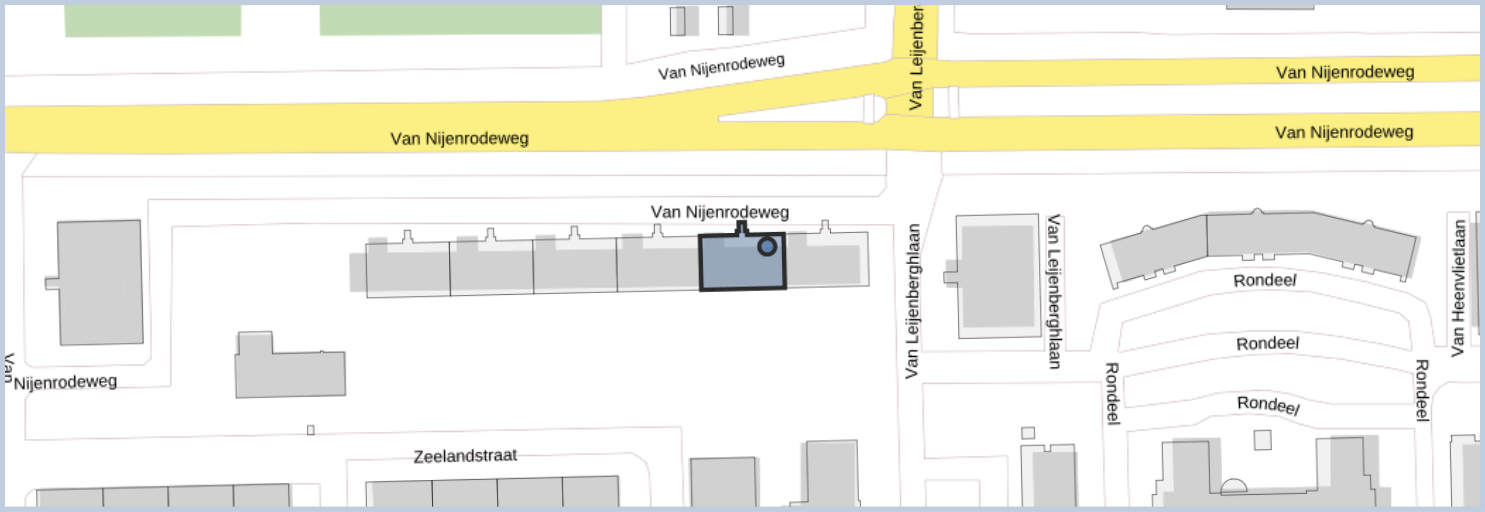 Van Leijenber
Van Nijenrodeweg
Van Nijenrodeweg
Van Nijenrodeweg
Van Nijenrodeweg
Van Nijenrodeweg
Van Leijenberghlaan
Van Leijenberghlaan
Van Heenvlietlaan
Rondeel
Rondeel
Van
Nijenrodeweg
Rondeel
Rondeel
Rondeel
Zeelandstraat